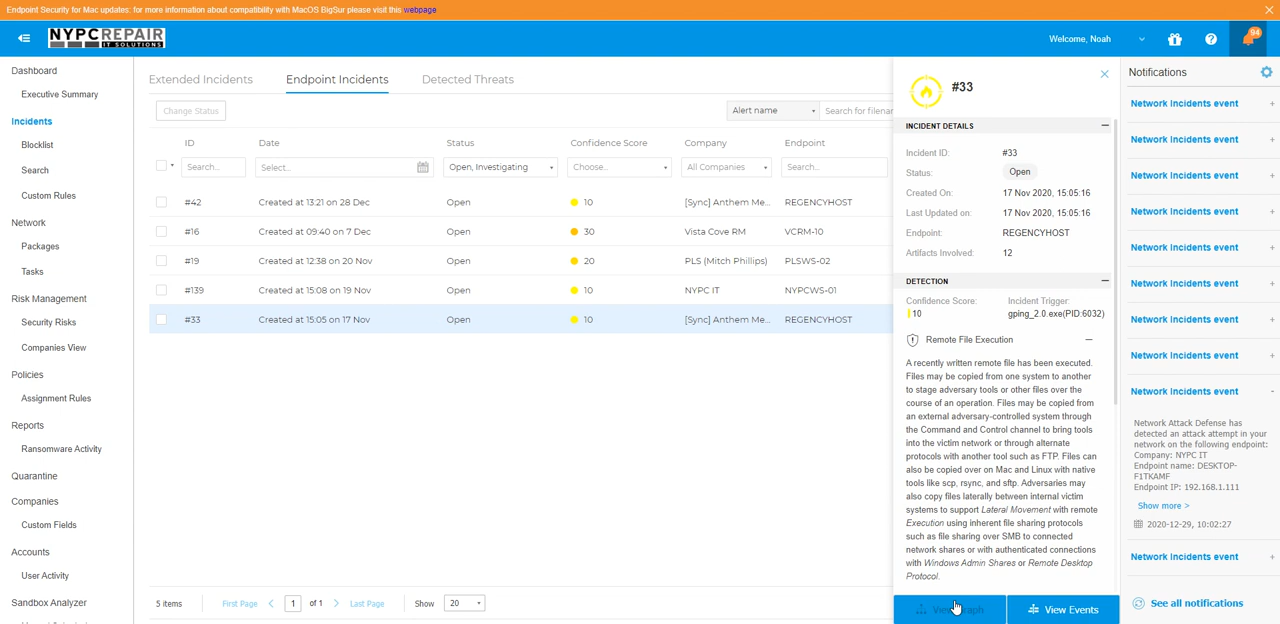 Endpoint Security for Mac updates: for more information about compatibility with MacOS BigSur please visit this webpage
NYPCREPAIR
IT SOLUTIONS
Welcome, Noah
94
Dashboard
Executive Summary
Incidents
Blocklist
Search
Custom Rules
Network
Packages
Tasks
Risk Management
Security Risks
Companies View
Policies
Assignment Rules
Reports
Ransomware Activity
Quarantine
Companies
Custom Fields
Accounts
User Activity
Sandbox Analyzer
Extended Incidents Endpoint Incidents Detected Threats
Change Status
Alert name Search for filenar
ID Date Status Confidence Score Company Endpoint
Search... Select... Open, Investigating Choose... All Companies Search...
#42 Created at 13:21 on 28 Dec Open 10 [Sync] Anthem Me... REGENCYHOST
#16 Created at 09:40 on 7 Dec Open 30 Vista Cove RM VCRM-10
#19 Created at 12:38 on 20 Nov Open 20 PLS (Mitch Phillips) PLSWS-02
#139 Created at 15:08 on 19 Nov Open 10 NYPC IT NYPCWS-01
#33 Created at 15:05 on 17 Nov Open 10 [Sync] Anthem Me... REGENCYHOST
5 items First Page 1 of 1 Last Page Show 20
#33
INCIDENT DETAILS
Incident ID: #33
Status: Open
Created On: 17 Nov 2020, 15:05:16
Last Updated on: 17 Nov 2020, 15:05:16
Endpoint: REGENCYHOST
Artifacts Involved: 12
DETECTION
Confidence Score: Incident Trigger:
10 gping_2.0.exe(PID:6032)
Remote File Execution
A recently written remote file has been executed.
Files may be copied from one system to another
to stage adversary tools or other files over the
course of an operation. Files may be copied from
an external adversary-controlled system through
the Command and Control channel to bring tools
into the victim network or through alternate
protocols with another tool such as FTP. Files can
also be copied over on Mac and Linux with native
tools like scp, rsync, and sftp. Adversaries may
also copy files laterally between internal victim
systems to support Lateral Movement with remote
Execution using inherent file sharing protocols
such as file sharing over SMB to connected
network shares or with authenticated connections
with Windows Admin Shares or Remote Desktop
Protocol.
View Graph View Events
Notifications
Network Incidents event +
Network Incidents event +
Network Incidents event +
Network Incidents event +
Network Incidents event +
Network Incidents event +
Network Incidents event +
Network Incidents event +
Network Incidents event -
Network Attack Defense has
detected an attack attempt in your
network on the following endpoint:
Company: NYPC IT
Endpoint name: DESKTOP-
F1TKAMF
Endpoint IP: 192.168.1.111
Show more >
2020-12-29, 10:02:27
Network Incidents event +
See all notifications